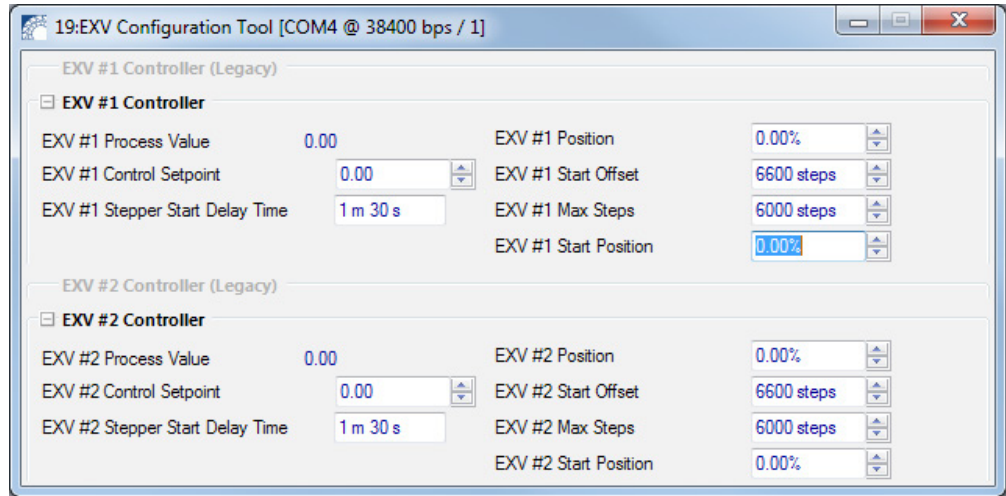 19:EXV Configuration Tool [COM4 @ 38400 bps / 1]
EXV #1 Controller (Legacy)
EXV #1 Controller
EXV #1 Process Value 0.00 EXV #1 Position 0.00%
EXV #1 Control Setpoint 0.00 EXV #1 Start Offset 6600 steps
EXV #1 Stepper Start Delay Time 1 m 30 s EXV #1 Max Steps 6000 steps
EXV #1 Start Position 0.00%
EXV #2 Controller (Legacy)
EXV #2 Controller
EXV #2 Process Value 0.00 EXV #2 Position 0.00%
EXV #2 Control Setpoint 0.00 EXV #2 Start Offset 6600 steps
EXV #2 Stepper Start Delay Time 1 m 30 s EXV #2 Max Steps 6000 steps
EXV #2 Start Position 0.00%